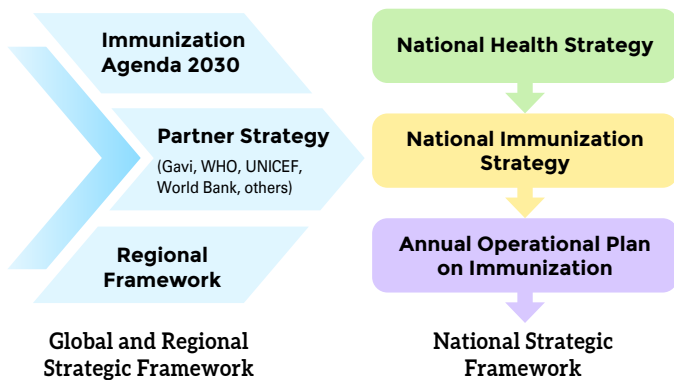 Immunization
Agenda 2030
Partner Strategy
(Gavi, WHO, UNICEF,
World Bank, others)
Regional
Framework
Global and Regional
Strategic Framework
National Health Strategy
National Immunization
Strategy
Annual Operational Plan
on Immunization
National Strategic
Framework